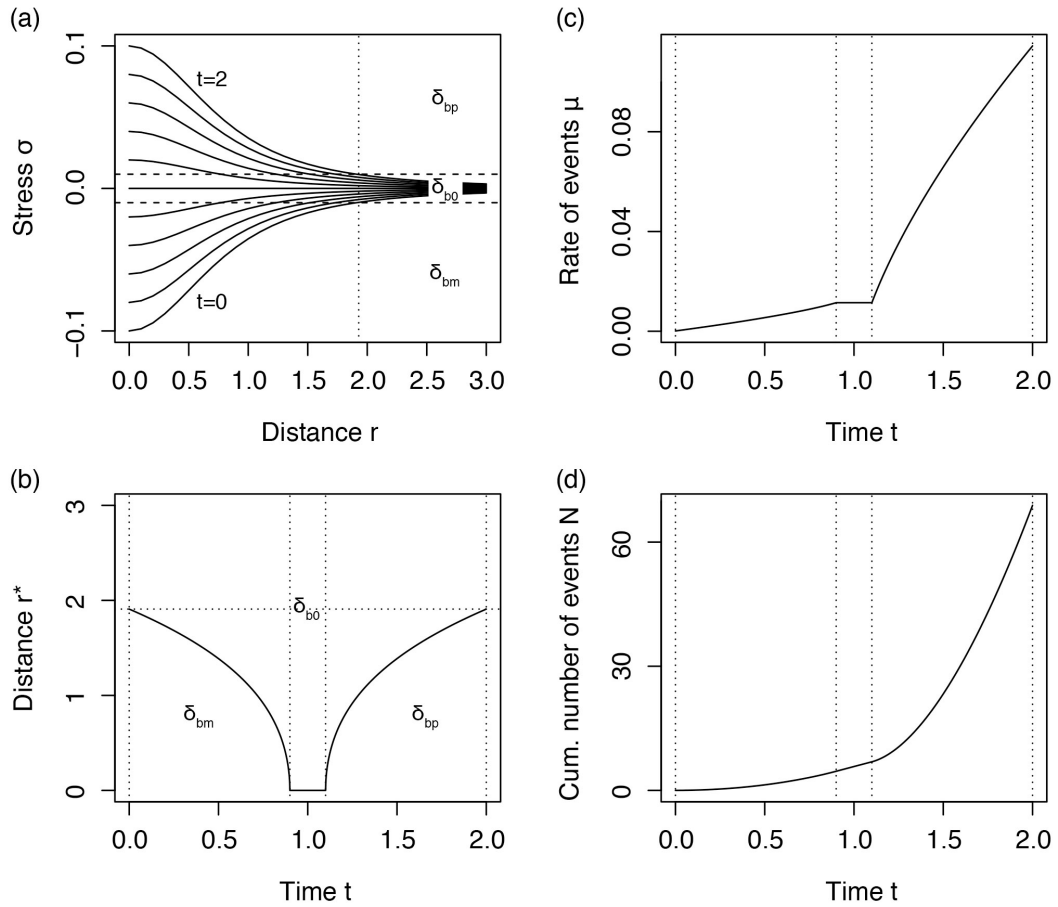 (a)
0.1
0.0
−0.1
Stress σ
t=2
t=0
δbp
δb0
δbm
0.0 0.5 1.0 1.5 2.0 2.5 3.0
Distance r
(c)
0.08
0.04
0.00
Rate of events μ
0.0 0.5 1.0 1.5 2.0
Time t
(b)
3
2
1
0
Distance r*
δb0
δbm
δbp
0.0 0.5 1.0 1.5 2.0
Time t
(d)
60
30
0
Cum. number of events N
0.0 0.5 1.0 1.5 2.0
Time t